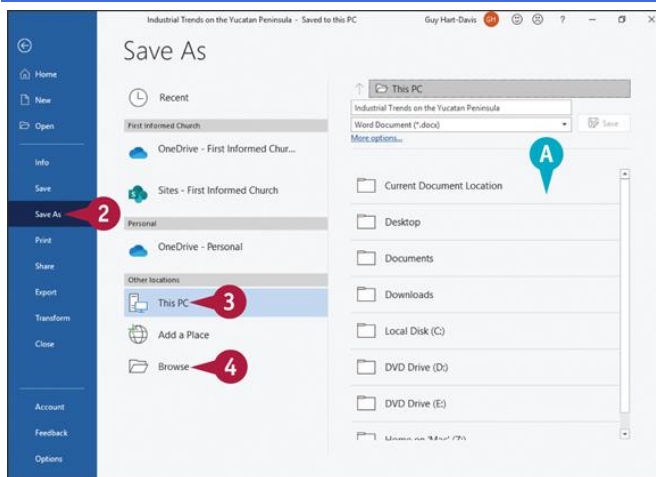 Industrial Trends on the Yucatan Peninsula - Saved to this PC
Guy Hart-Davis GH ? — X
Save As
Home
New
Open
Info
Save
Save As 2
Print
Share
Export
Transform
Close
Account
Feedback
Options
Recent
First Informed Church
OneDrive - First Informed Chur...
Sites - First Informed Church
Personal
OneDrive - Personal
Other locations
This PC 3
Add a Place
Browse 4
This PC
Industrial Trends on the Yucatan Peninsula
Word Document (*.docx) Save
More options...
A
Current Document Location
Desktop
Documents
Downloads
Local Disk (C:)
DVD Drive (D:)
DVD Drive (E:)